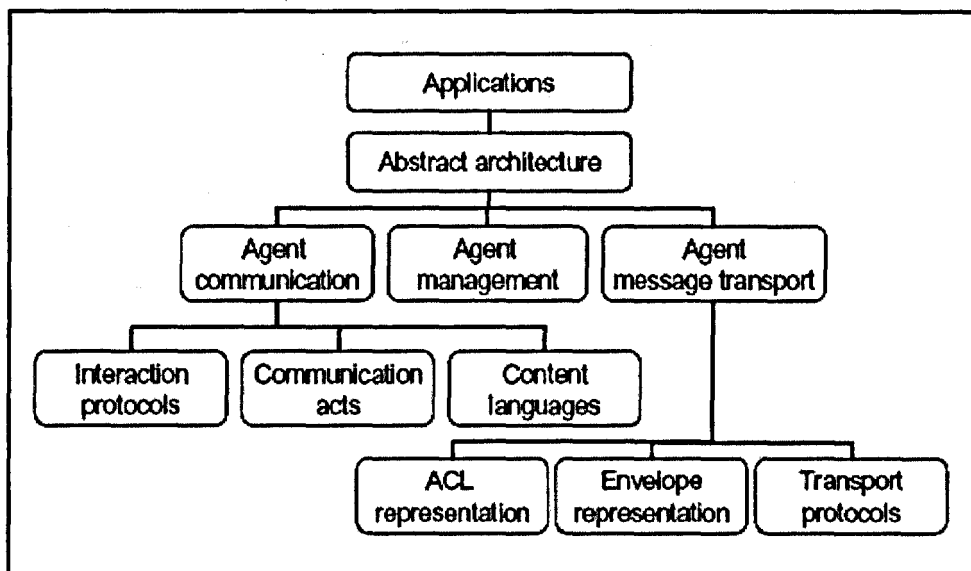 Applications
Abstract architecture
Agent
communication
Agent
management
Agent
message transport
Interaction
protocols
Communication
acts
Content
languages
ACL
representation
Envelope
representation
Transport
protocols